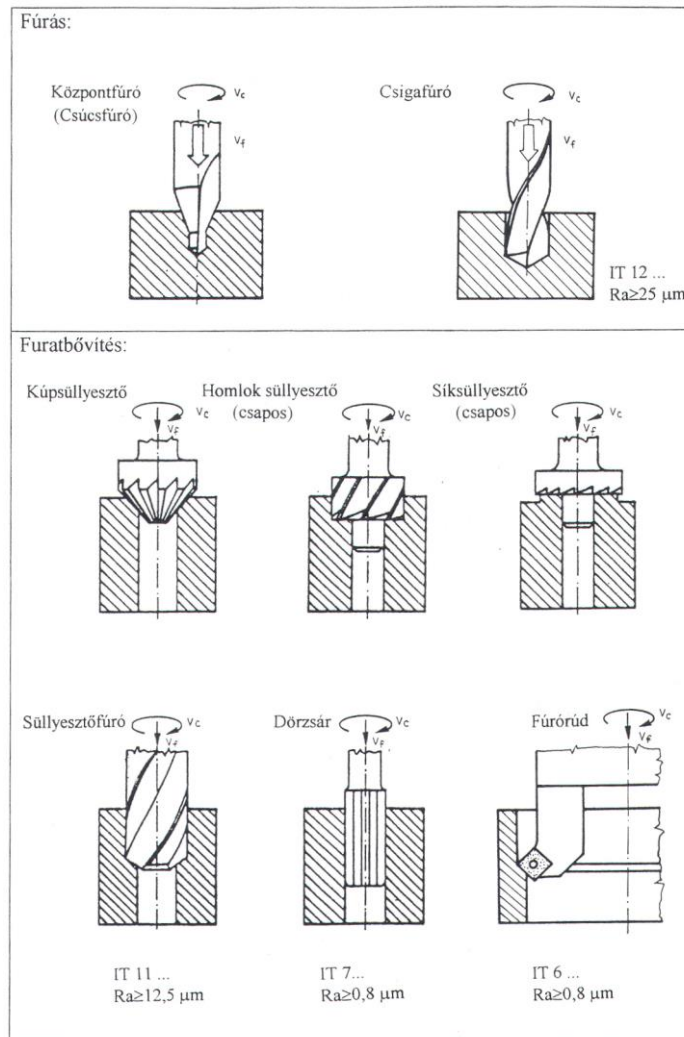 Fúrás:
Központfúró
(Csúcsfúró)
vc
vf
Csigafúró
vc
vf
IT 12 ...
Ra≥25 µm
Furatbővítés:
Kúpsüllyesztő
vc
vf
Homlok süllyesztő
(csapos)
vc
vf
Síksüllyesztő
(csapos)
vc
vf
Süllyesztőfúró
vc
vf
Dörzsár
vc
vf
Fúrórúd
vc
vf
IT 11 ...
Ra≥12,5 µm
IT 7...
Ra≥0,8 µm
IT 6 ...
Ra≥0,8 µm